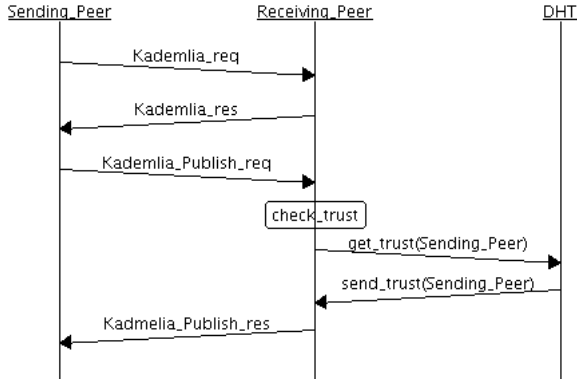 Sending_Peer Receiving_Peer DHT
Kademlia_req
Kademlia_res
Kademlia_Publish_req
check_trust
get_trust(Sending_Peer)
send_trust(Sending_Peer)
Kadmelia_Publish_res